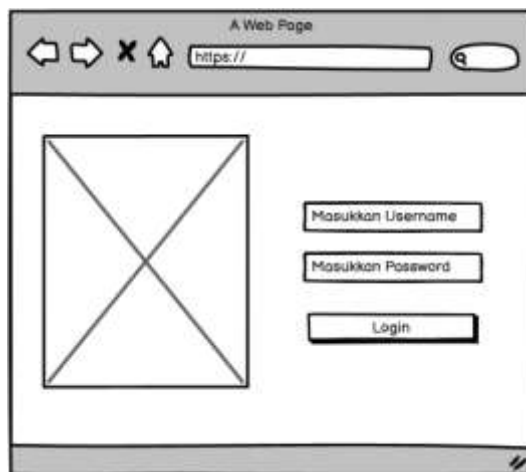 A Web Page
https://
Masukkan Username
Masukkan Password
Login